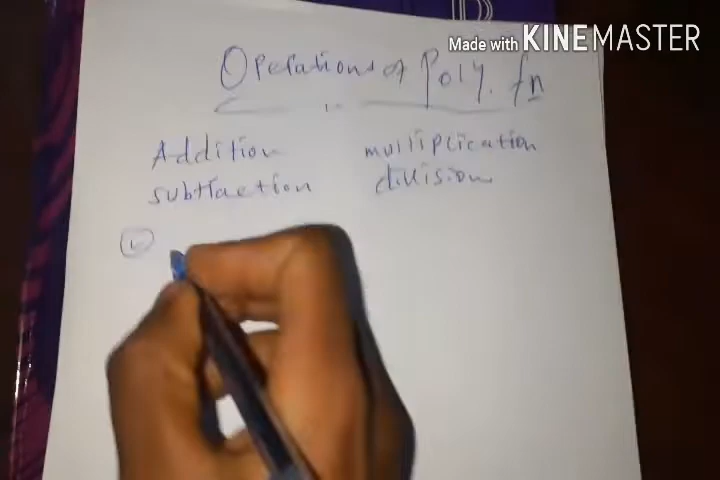 Made with KINEMASTER
Operations of Poly. fn
Addition multiplication
subtraction division